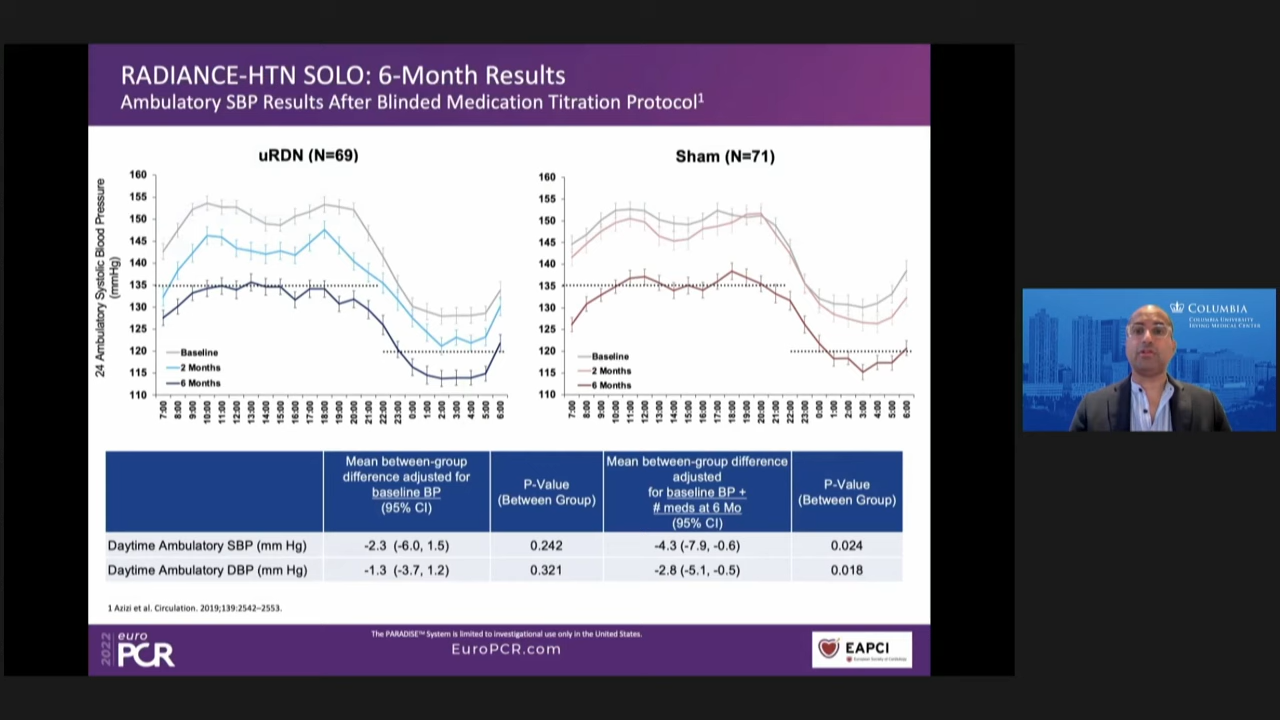 RADIANCE-HTN SOLO: 6-Month Results
Ambulatory SBP Results After Blinded Medication Titration Protocol1
uRDN (N=69)
24 Ambulatory Systolic Blood Pressure
(mmHg)
160
155
150
145
140
135
130
125
120
115
110
Baseline
2 Months
6 Months
7:00
8:00
9:00
10:00
11:00
12:00
13:00
14:00
15:00
16:00
17:00
18:00
19:00
20:00
21:00
22:00
23:00
0:00
1:00
2:00
3:00
4:00
5:00
6:00
Sham (N=71)
160
155
150
145
140
135
130
125
120
115
110
Baseline
2 Months
6 Months
7:00
8:00
9:00
10:00
11:00
12:00
13:00
14:00
15:00
16:00
17:00
18:00
19:00
20:00
21:00
22:00
23:00
0:00
1:00
2:00
3:00
4:00
5:00
6:00
Mean between-group
difference adjusted for
baseline BP
(95% CI)
P-Value
(Between Group)
Mean between-group difference
adjusted
for baseline BP +
# meds at 6 Mo
(95% CI)
P-Value
(Between Group)
Daytime Ambulatory SBP (mm Hg) -2.3 (-6.0, 1.5) 0.242 -4.3 (-7.9, -0.6) 0.024
Daytime Ambulatory DBP (mm Hg) -1.3 (-3.7, 1.2) 0.321 -2.8 (-5.1, -0.5) 0.018
1 Azizi et al. Circulation. 2019;139:2542–2553.
2022
euro
PCR
The PARADISE™ System is limited to investigational use only in the United States.
EuroPCR.com
EAPCI
European Society of Cardiology
COLUMBIA
COLUMBIA UNIVERSITY
IRVING MEDICAL CENTER